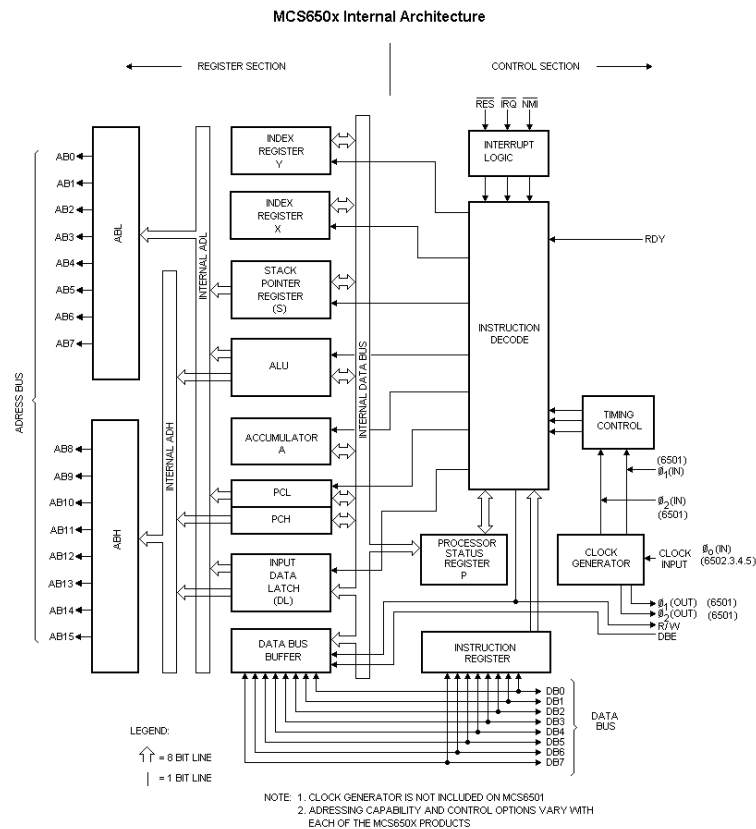 MCS650x Internal Architecture
REGISTER SECTION
CONTROL SECTION
RES IRQ NMI
INTERRUPT
LOGIC
AB0
AB1
AB2
AB3
AB4
AB5
AB6
AB7
ABL
INTERNAL ADL
INDEX
REGISTER
Y
INDEX
REGISTER
X
STACK
POINTER
REGISTER
(S)
ALU
ACCUMULATOR
A
PCL
PCH
INPUT
DATA
LATCH
(DL)
DATA BUS
BUFFER
INTERNAL DATA BUS
INSTRUCTION
DECODE
RDY
TIMING
CONTROL
(6501)
ø1(IN)
ø2(IN)
(6501)
ADRESS BUS
INTERNAL ADH
AB8
AB9
AB10
AB11
AB12
AB13
AB14
AB15
ABH
PROCESSOR
STATUS
REGISTER
P
CLOCK
GENERATOR
CLOCK
INPUT
øo(IN)
(6502.3.4.5)
ø1(OUT) (6501)
ø2(OUT) (6501)
R/W
DBE
INSTRUCTION
REGISTER
DB0
DB1
DB2
DB3
DB4
DB5
DB6
DB7
DATA
BUS
LEGEND:
= 8 BIT LINE
= 1 BIT LINE
NOTE: 1. CLOCK GENERATOR IS NOT INCLUDED ON MCS6501
2. ADRESSING CAPABILITY AND CONTROL OPTIONS VARY WITH
EACH OF THE MCS650X PRODUCTS